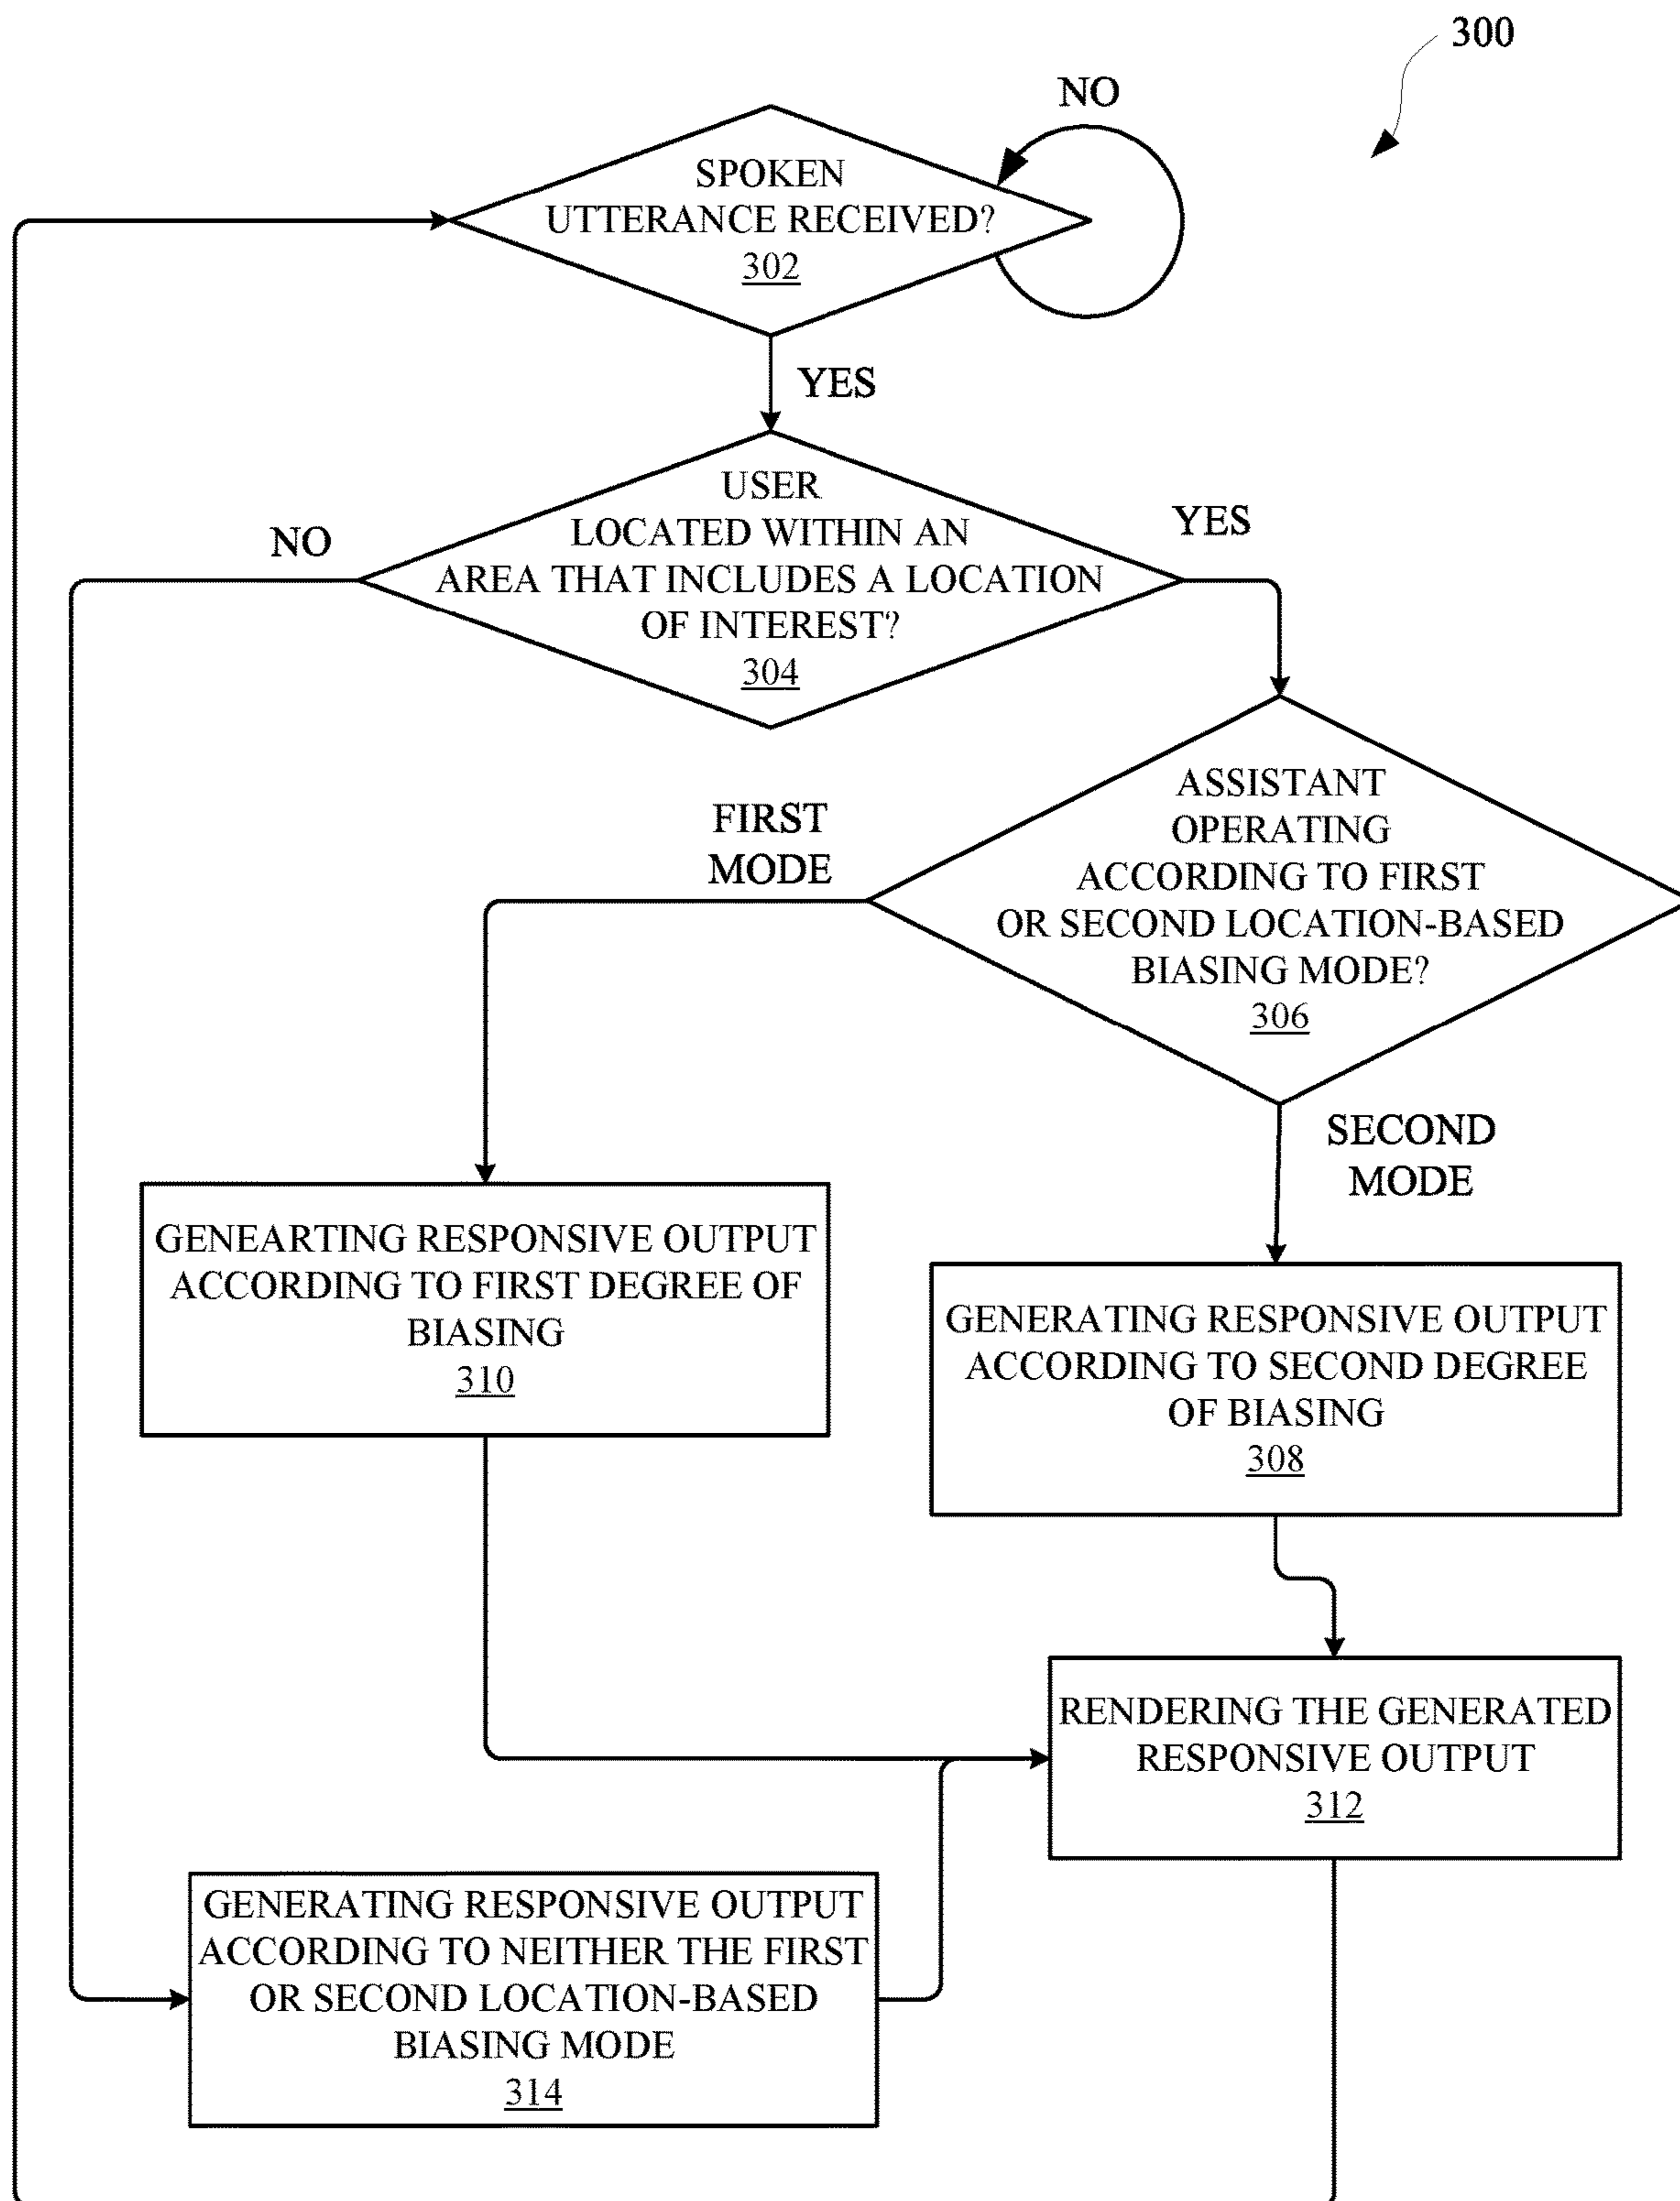 300
NO
SPOKEN
UTTERANCE RECEIVED?
302
YES
USER
LOCATED WITHIN AN
AREA THAT INCLUDES A LOCATION
OF INTEREST?
304
NO
YES
ASSISTANT
OPERATING
ACCORDING TO FIRST
OR SECOND LOCATION-BASED
BIASING MODE?
306
FIRST
MODE
SECOND
MODE
GENEARTING RESPONSIVE OUTPUT
ACCORDING TO FIRST DEGREE OF
BIASING
310
GENERATING RESPONSIVE OUTPUT
ACCORDING TO SECOND DEGREE
OF BIASING
308
RENDERING THE GENERATED
RESPONSIVE OUTPUT
312
GENERATING RESPONSIVE OUTPUT
ACCORDING TO NEITHER THE FIRST
OR SECOND LOCATION-BASED
BIASING MODE
314